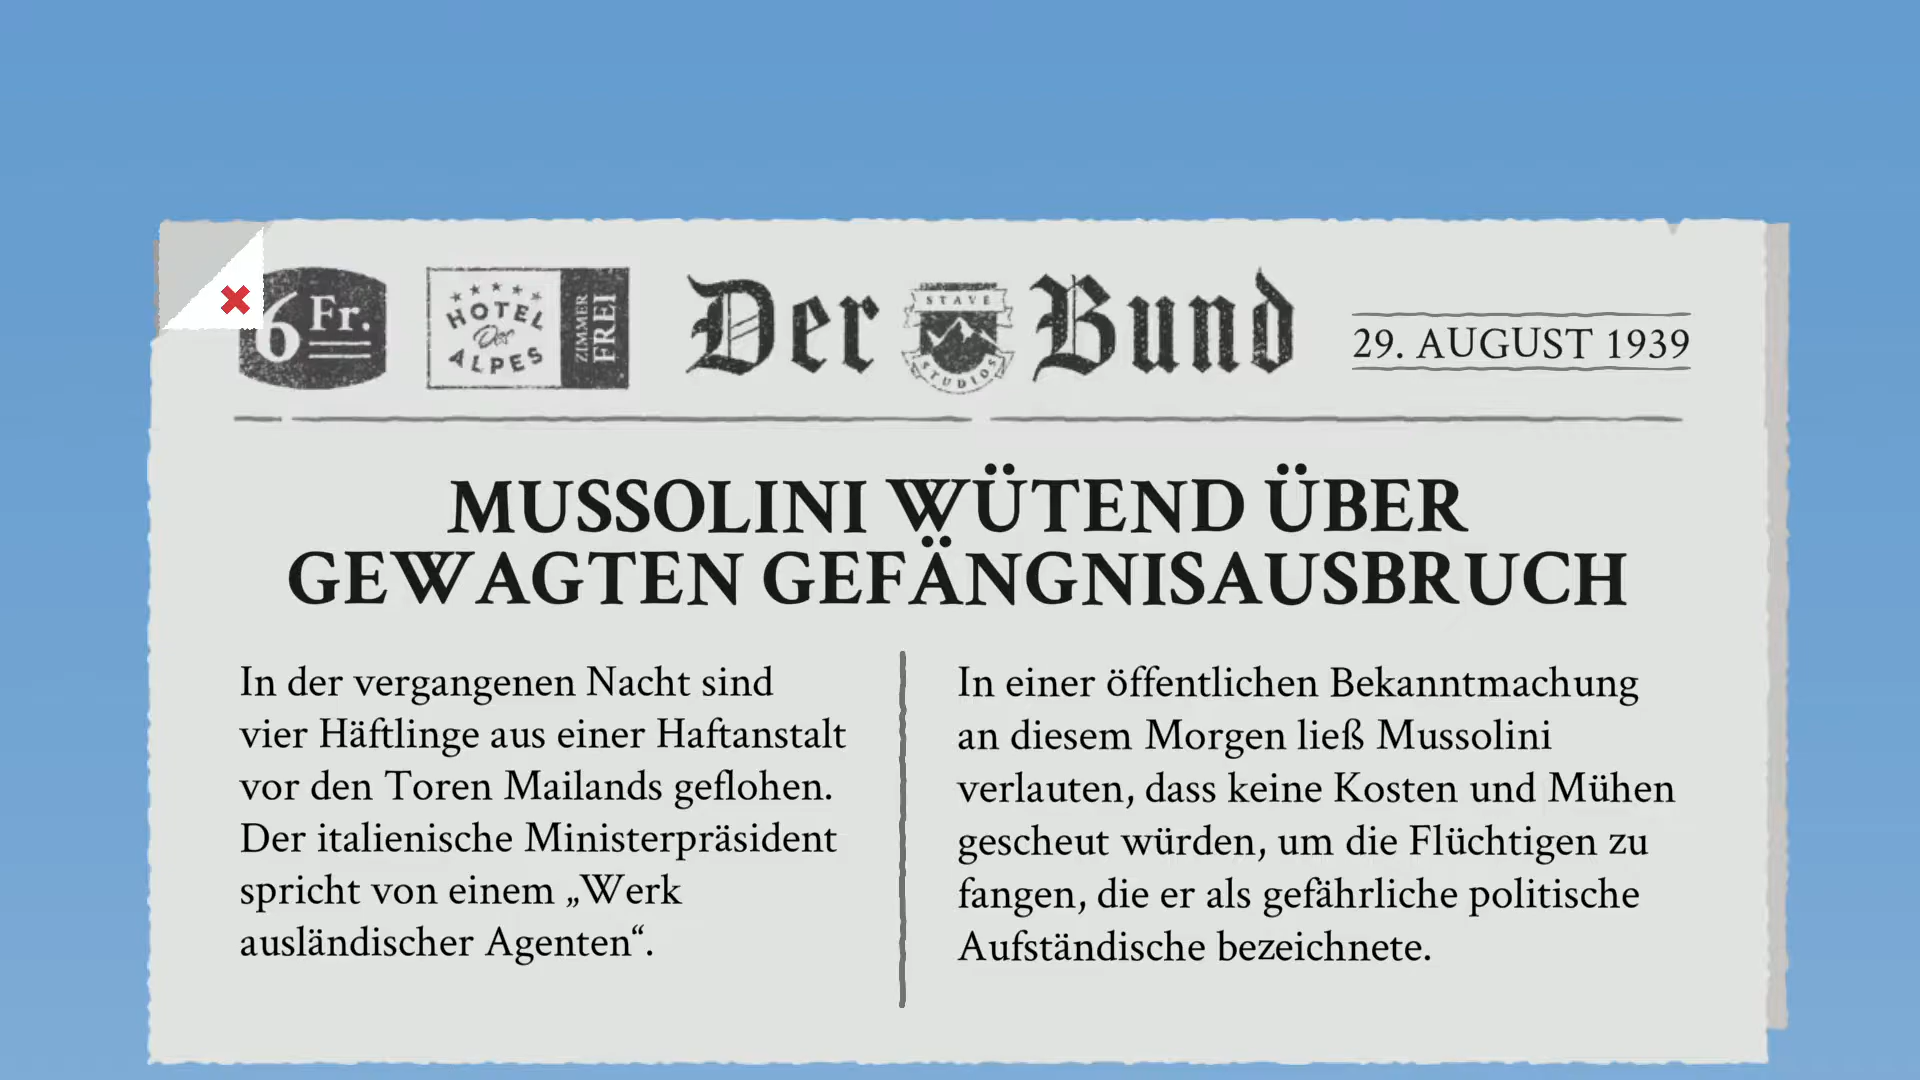 6 Fr.
HOTEL
Der
ALPES
ZIMMER
FREI
Der Bund
STAVE
STUDIOS
29. AUGUST 1939
MUSSOLINI WÜTEND ÜBER
GEWAGTEN GEFÄNGNISAUSBRUCH
In der vergangenen Nacht sind
vier Häftlinge aus einer Haftanstalt
vor den Toren Mailands geflohen.
Der italienische Ministerpräsident
spricht von einem „Werk
ausländischer Agenten“.
In einer öffentlichen Bekanntmachung
an diesem Morgen ließ Mussolini
verlauten, dass keine Kosten und Mühen
gescheut würden, um die Flüchtigen zu
fangen, die er als gefährliche politische
Aufständische bezeichnete.